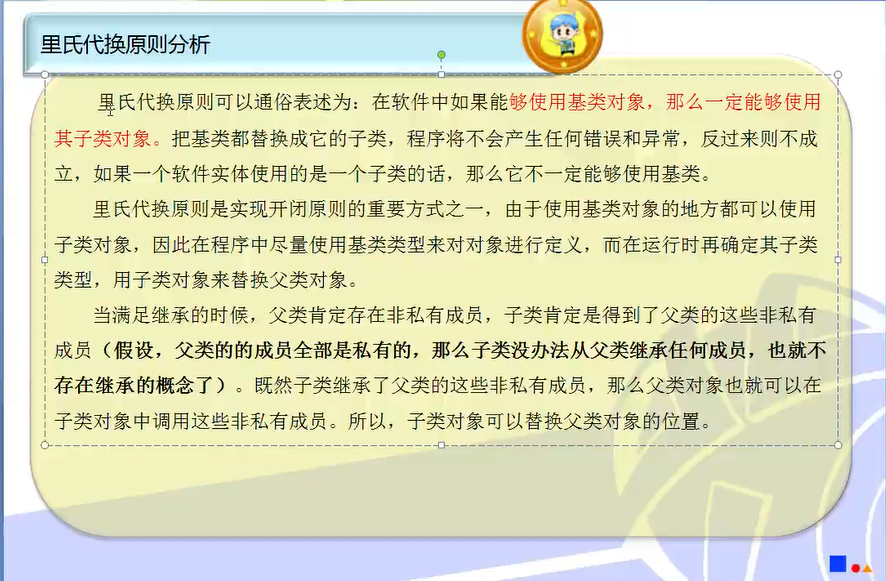 里氏代换原则分析
里氏代换原则可以通俗表述为：在软件中如果能够使用基类对象，那么一定能够使用
其子类对象。把基类都替换成它的子类，程序将不会产生任何错误和异常，反过来则不成
立，如果一个软件实体使用的是一个子类的话，那么它不一定能够使用基类。
里氏代换原则是实现开闭原则的重要方式之一，由于使用基类对象的地方都可以使用
子类对象，因此在程序中尽量使用基类类型来对对象进行定义，而在运行时再确定其子类
类型，用子类对象来替换父类对象。
当满足继承的时候，父类肯定存在非私有成员，子类肯定是得到了父类的这些非私有
成员（假设，父类的的成员全部是私有的，那么子类没办法从父类继承任何成员，也就不
存在继承的概念了）。既然子类继承了父类的这些非私有成员，那么父类对象也就可以在
子类对象中调用这些非私有成员。所以，子类对象可以替换父类对象的位置。